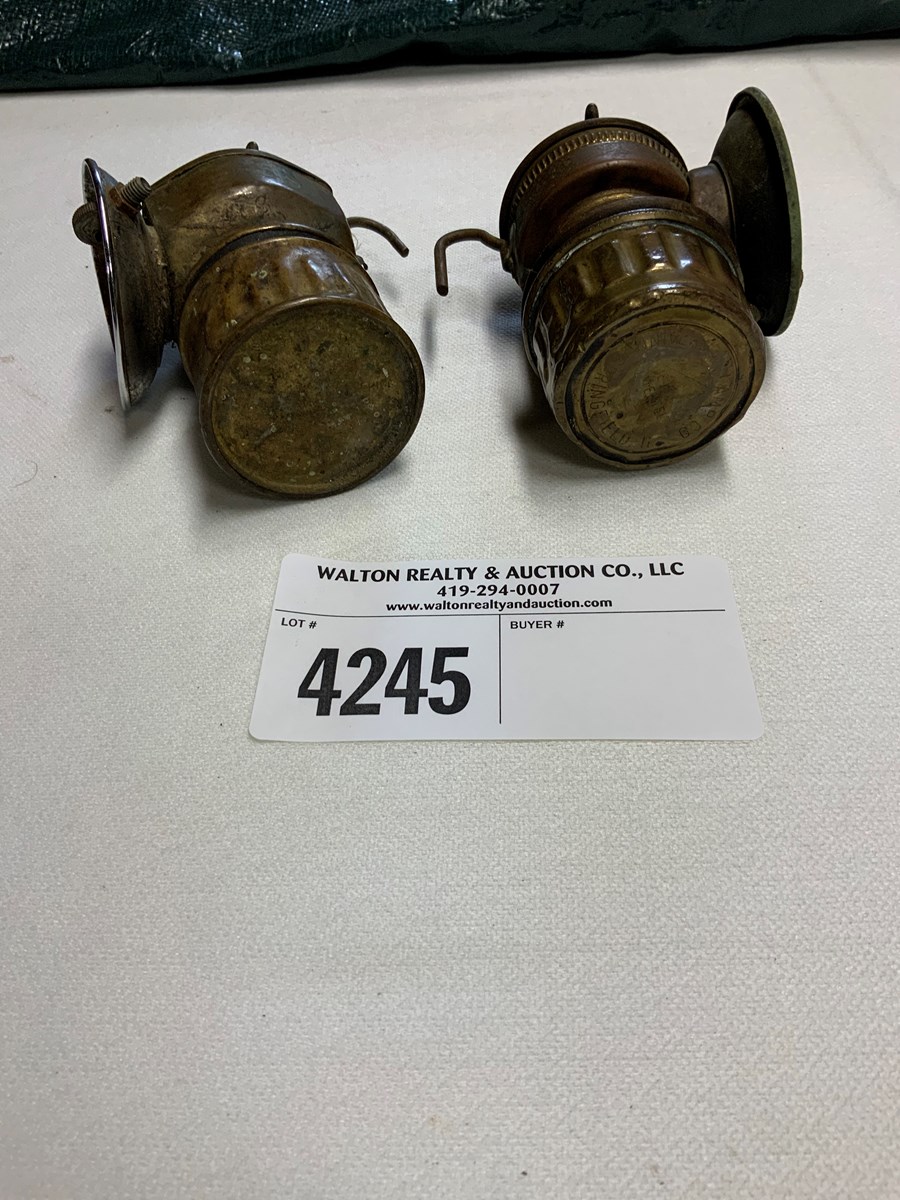 WALTON REALTY & AUCTION CO., LLC
419-294-0007
www.waltonrealtyandauction.com
LOT #
BUYER #
4245